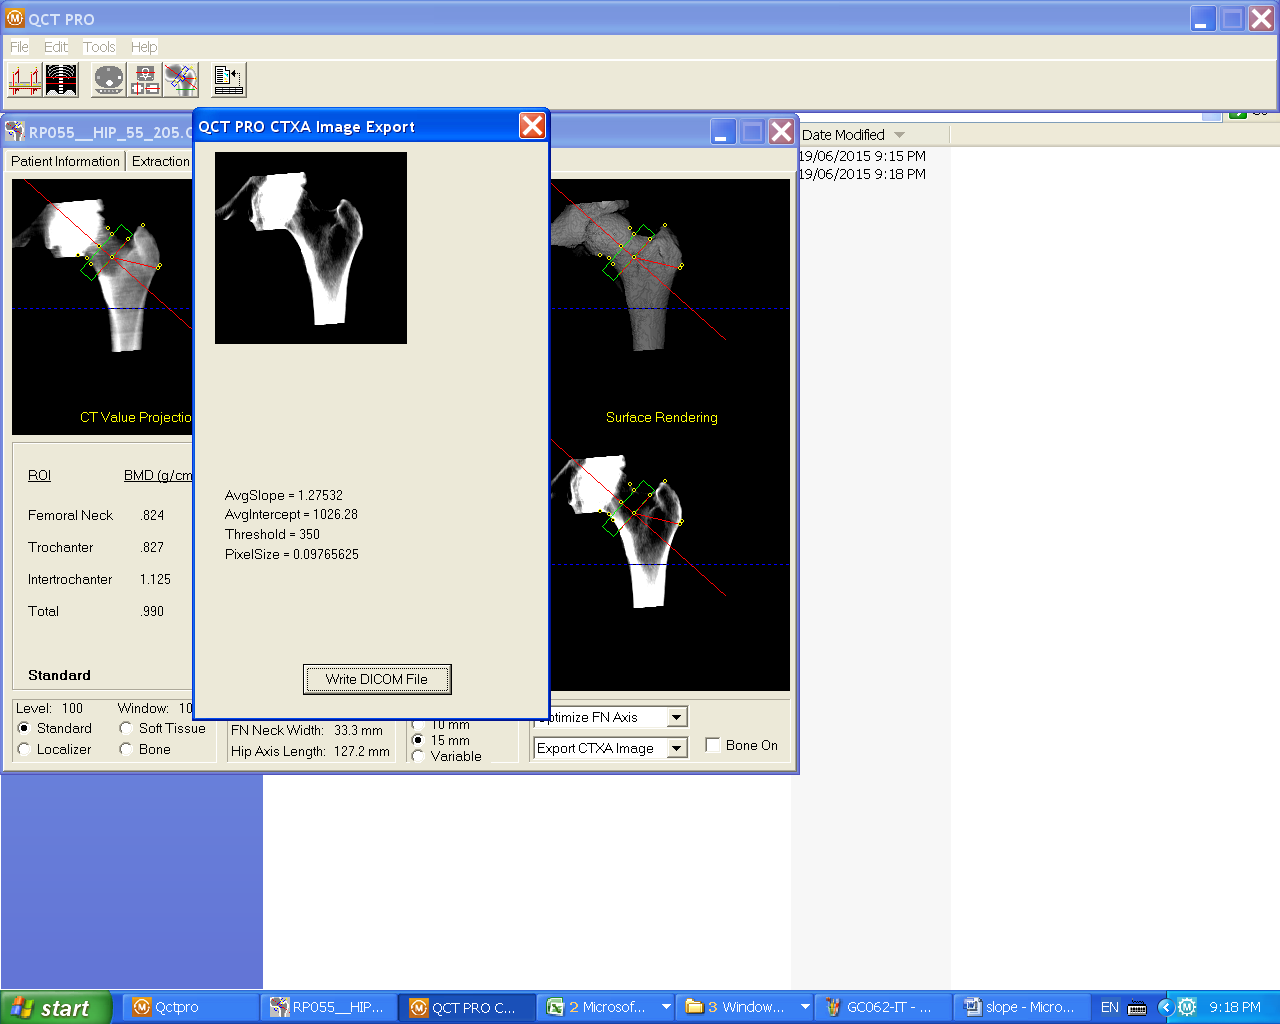 QCT PRO
File Edit Tools Help
QCT PRO CTXA Image Export
RP055__HIP_55_205.
Date Modified
Patient Information Extraction
19/06/2015 9:15 PM
19/06/2015 9:18 PM
CT Value Projectio
Surface Rendering
ROI BMD (g/cm
Femoral Neck .824
Trochanter .827
Intertrochanter 1.125
Total .990
Standard
AvgSlope = 1.27532
AvgIntercept = 1026.28
Threshold = 350
PixelSize = 0.09765625
Write DICOM File
Level: 100 Window: 10
Standard Soft Tissue
Localizer Bone
FN Neck Width: 33.3 mm
Hip Axis Length: 127.2 mm
10 mm
15 mm
Variable
ptimize FN Axis
Export CTXA Image
Bone On
start
Qctpro
RP055__HIP...
QCT PRO C...
2 Microsof...
3 Window...
GC062-IT - ...
slope - Micro...
EN
9:18 PM